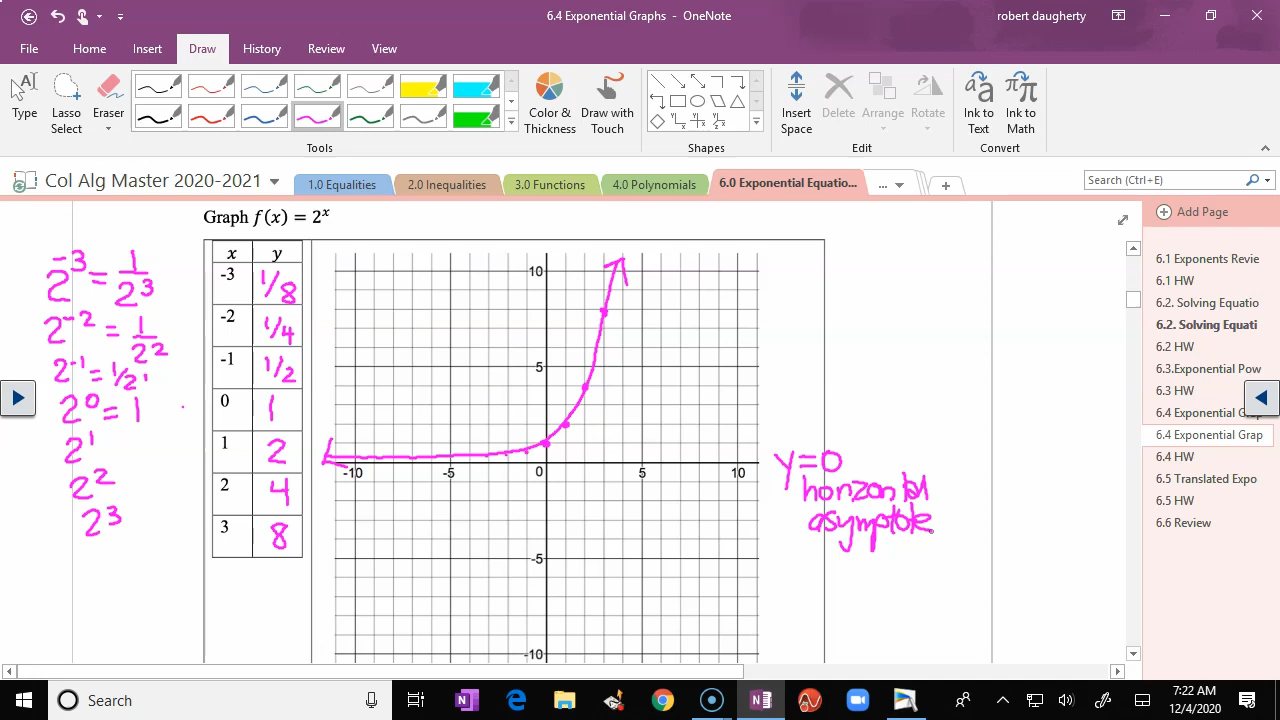 6.4 Exponential Graphs - OneNote
robert daugherty
File Home Insert Draw History Review View
Type
Lasso Select
Eraser
Color & Thickness
Draw with Touch
Insert Space
Delete
Arrange
Rotate
Ink to Text
Ink to Math
Tools Shapes Edit Convert
Col Alg Master 2020-2021
1.0 Equalities 2.0 Inequalities 3.0 Functions 4.0 Polynomials 6.0 Exponential Equatio... ... +
Search (Ctrl+E)
Graph f(x) = 2^x
x y
-3 1/8
-2 1/4
-1 1/2
0 1
1 2
2 4
3 8
2^-3 = 1/2^3
2^-2 = 1/2^2
2^-1 = 1/2^1
2^0 = 1
2^1
2^2
2^3
10
5
-10 -5 0 5 10
-5
-10
y=0
horzontal
asymptote
Add Page
6.1 Exponents Revie
6.1 HW
6.2. Solving Equatio
6.2. Solving Equati
6.2 HW
6.3.Exponential Pow
6.3 HW
6.4 Exponential Grap
6.4 Exponential Grap
6.4 HW
6.5 Translated Expo
6.5 HW
6.6 Review
Search
7:22 AM
12/4/2020